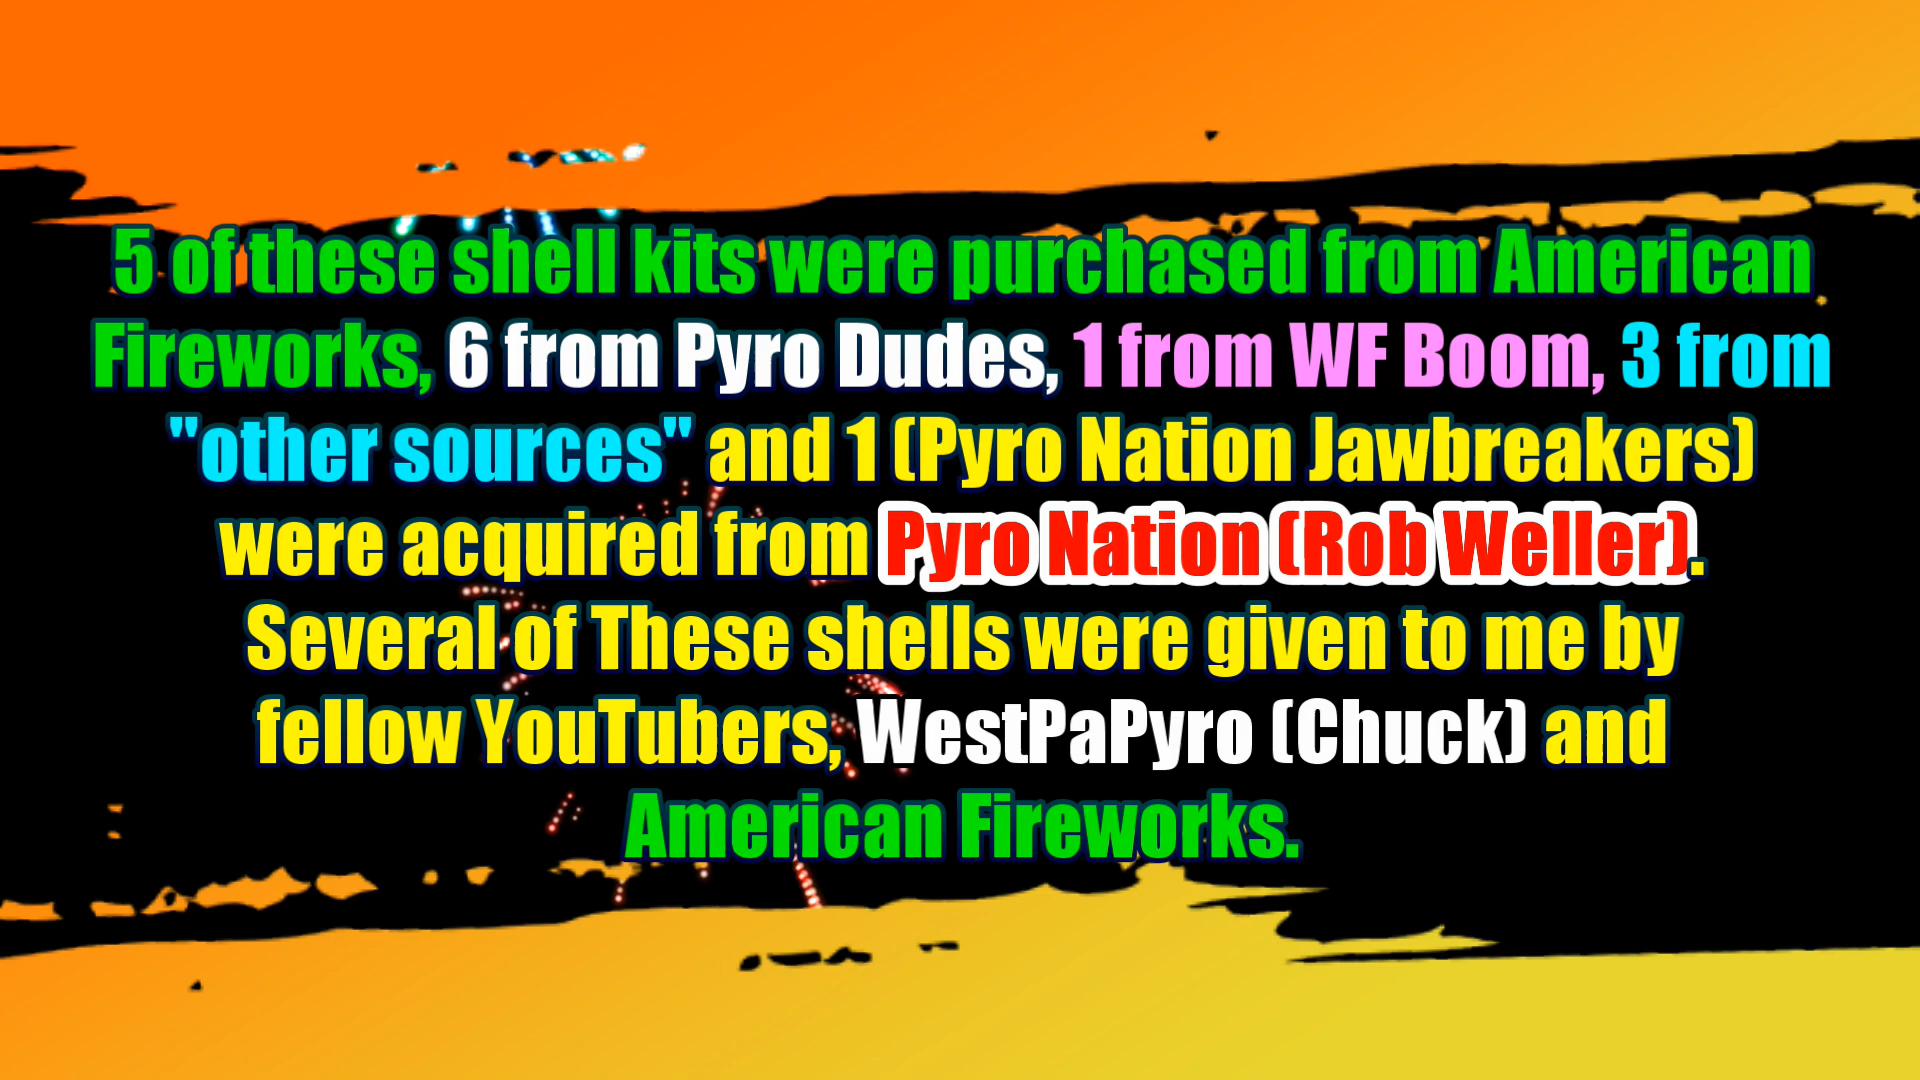 5 of these shell kits were purchased from American
Fireworks, 6 from Pyro Dudes, 1 from WF Boom, 3 from
"other sources" and 1 (Pyro Nation Jawbreakers)
were acquired from Pyro Nation (Rob Weller).
Several of These shells were given to me by
fellow YouTubers, WestPaPyro (Chuck) and
American Fireworks.